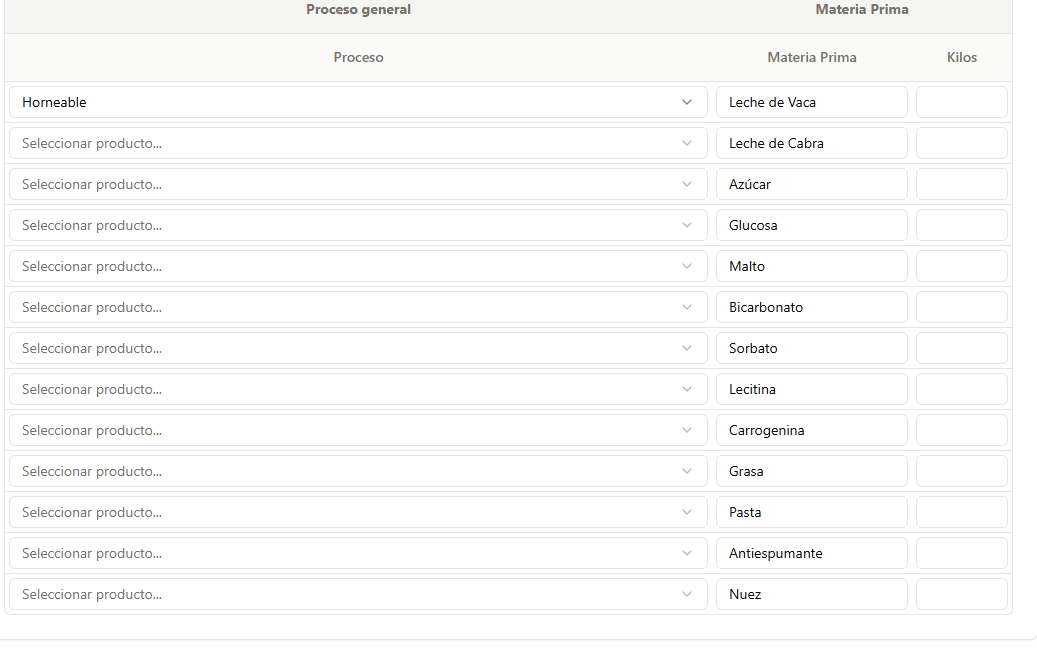 Proceso general Materia Prima
Proceso Materia Prima Kilos
Horneable Leche de Vaca
Seleccionar producto... Leche de Cabra
Seleccionar producto... Azúcar
Seleccionar producto... Glucosa
Seleccionar producto... Malto
Seleccionar producto... Bicarbonato
Seleccionar producto... Sorbato
Seleccionar producto... Lecitina
Seleccionar producto... Carrogenina
Seleccionar producto... Grasa
Seleccionar producto... Pasta
Seleccionar producto... Antiespumante
Seleccionar producto... Nuez